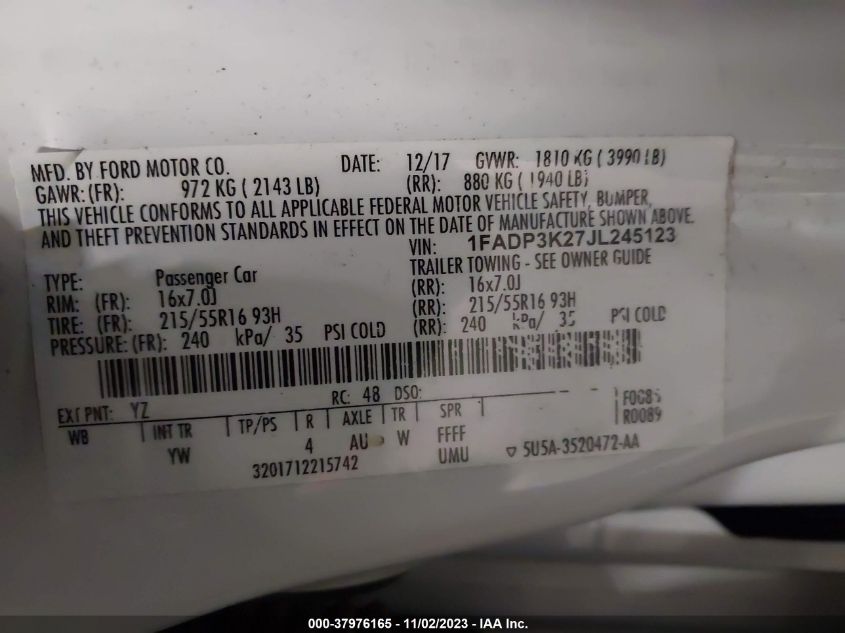 MFD. BY FORD MOTOR CO. DATE: 12/17 GVWR: 1810 KG ( 3990 LB)
GAWR: (FR): 972 KG ( 2143 LB) (RR): 880 KG ( 1940 LB)
THIS VEHICLE CONFORMS TO ALL APPLICABLE FEDERAL MOTOR VEHICLE SAFETY, BUMPER,
AND THEFT PREVENTION STANDARDS IN EFFECT ON THE DATE OF MANUFACTURE SHOWN ABOVE.
VIN: 1FADP3K27JL245123
TYPE: Passenger Car TRAILER TOWING - SEE OWNER GUIDE
RIM: (FR): 16x7.0J (RR): 16x7.0J
TIRE: (FR): 215/55R16 93H (RR): 215/55R16 93H
PRESSURE: (FR): 240 kPa/ 35 PSI COLD (RR): 240 kPa/ 35 PSI COLD
RC: 48 DSO:
EXT PNT: YZ F0085
WB INT TR TP/PS R AXLE TR SPR R0089
YW 4 AU W FFFF
UMU ▽ 5U5A-3520472-AA
3201712215742
000-37976165 - 11/02/2023 - IAA Inc.